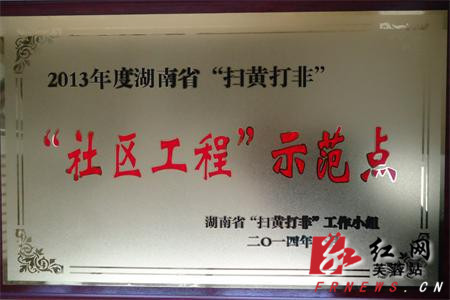 2013年度湖南省“扫黄打非”
“社区工程”示范点
湖南省“扫黄打非”工作小组
二〇一四年
红网
芙蓉站
FRNEWS.CN